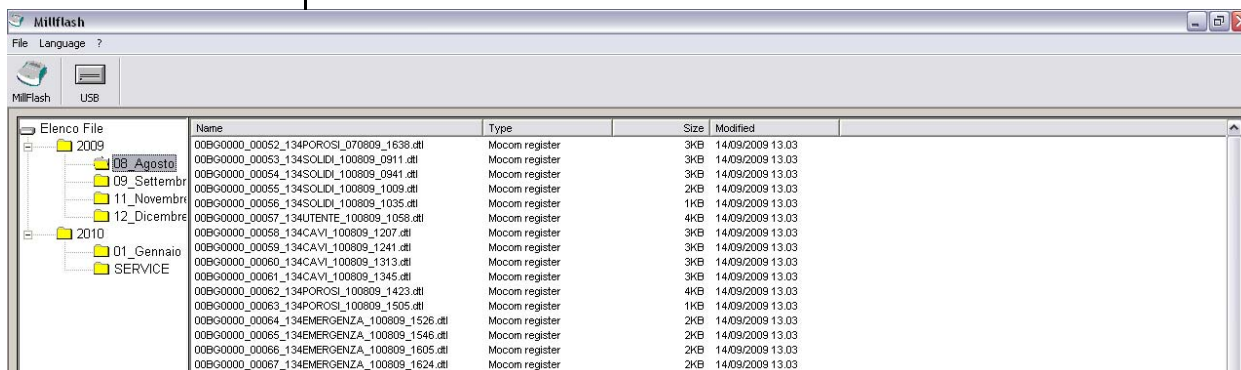 Millflash
File Language ?
MillFlash USB
Elenco File
2009
08_Agosto
09_Settembr
11_Novembre
12_Dicembre
2010
01_Gennaio
SERVICE
Name Type Size Modified
00BG0000_00052_134POROSI_070809_1638.dtl Mocom register 3KB 14/09/2009 13.03
00BG0000_00053_134SOLIDI_100809_0911.dtl Mocom register 3KB 14/09/2009 13.03
00BG0000_00054_134SOLIDI_100809_0941.dtl Mocom register 3KB 14/09/2009 13.03
00BG0000_00055_134SOLIDI_100809_1009.dtl Mocom register 2KB 14/09/2009 13.03
00BG0000_00056_134SOLIDI_100809_1035.dtl Mocom register 1KB 14/09/2009 13.03
00BG0000_00057_134UTENTE_100809_1058.dtl Mocom register 4KB 14/09/2009 13.03
00BG0000_00058_134CAVI_100809_1207.dtl Mocom register 3KB 14/09/2009 13.03
00BG0000_00059_134CAVI_100809_1241.dtl Mocom register 3KB 14/09/2009 13.03
00BG0000_00060_134CAVI_100809_1313.dtl Mocom register 3KB 14/09/2009 13.03
00BG0000_00061_134CAVI_100809_1345.dtl Mocom register 3KB 14/09/2009 13.03
00BG0000_00062_134POROSI_100809_1423.dtl Mocom register 4KB 14/09/2009 13.03
00BG0000_00063_134POROSI_100809_1505.dtl Mocom register 1KB 14/09/2009 13.03
00BG0000_00064_134EMERGENZA_100809_1526.dtl Mocom register 2KB 14/09/2009 13.03
00BG0000_00065_134EMERGENZA_100809_1546.dtl Mocom register 2KB 14/09/2009 13.03
00BG0000_00066_134EMERGENZA_100809_1605.dtl Mocom register 2KB 14/09/2009 13.03
00BG0000_00067_134EMERGENZA_100809_1624.dtl Mocom register 2KB 14/09/2009 13.03